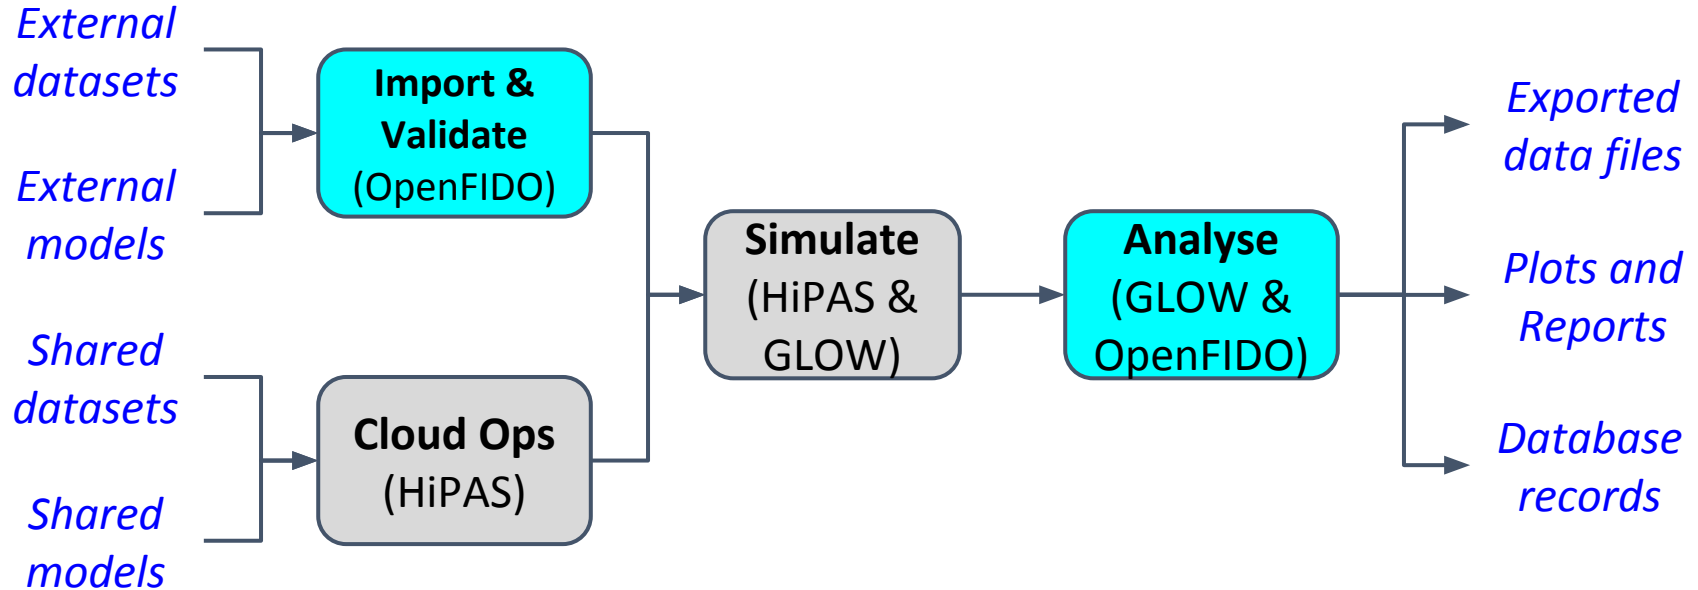 External
datasets
External
models
Shared
datasets
Shared
models
Import &
Validate
(OpenFIDO)
Cloud Ops
(HiPAS)
Simulate
(HiPAS &
GLOW)
Analyse
(GLOW &
OpenFIDO)
Exported
data files
Plots and
Reports
Database
records